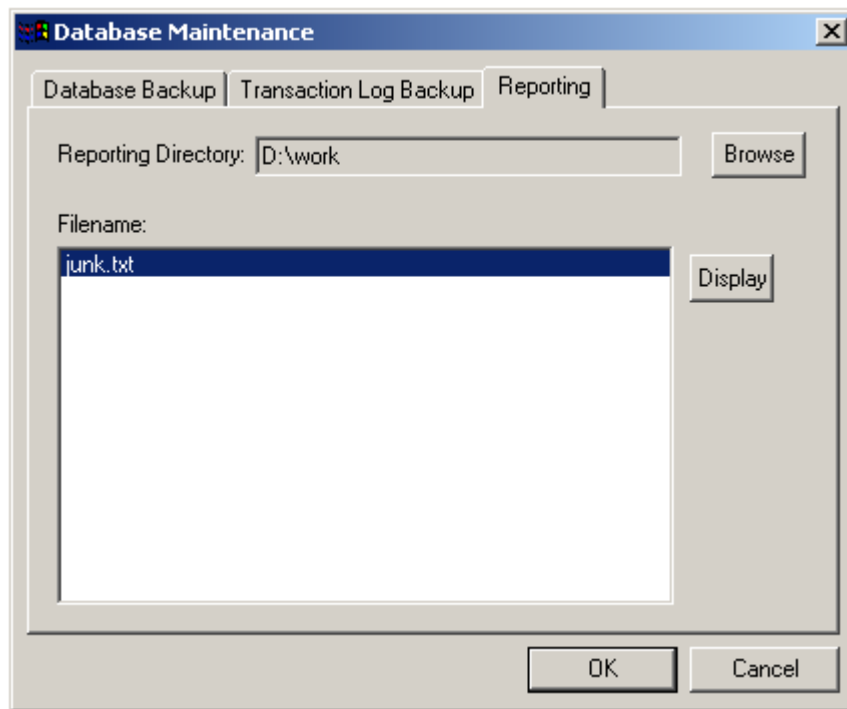 Database Maintenance
Database Backup Transaction Log Backup Reporting
Reporting Directory: D:\work Browse
Filename:
junk.txt
Display
OK Cancel